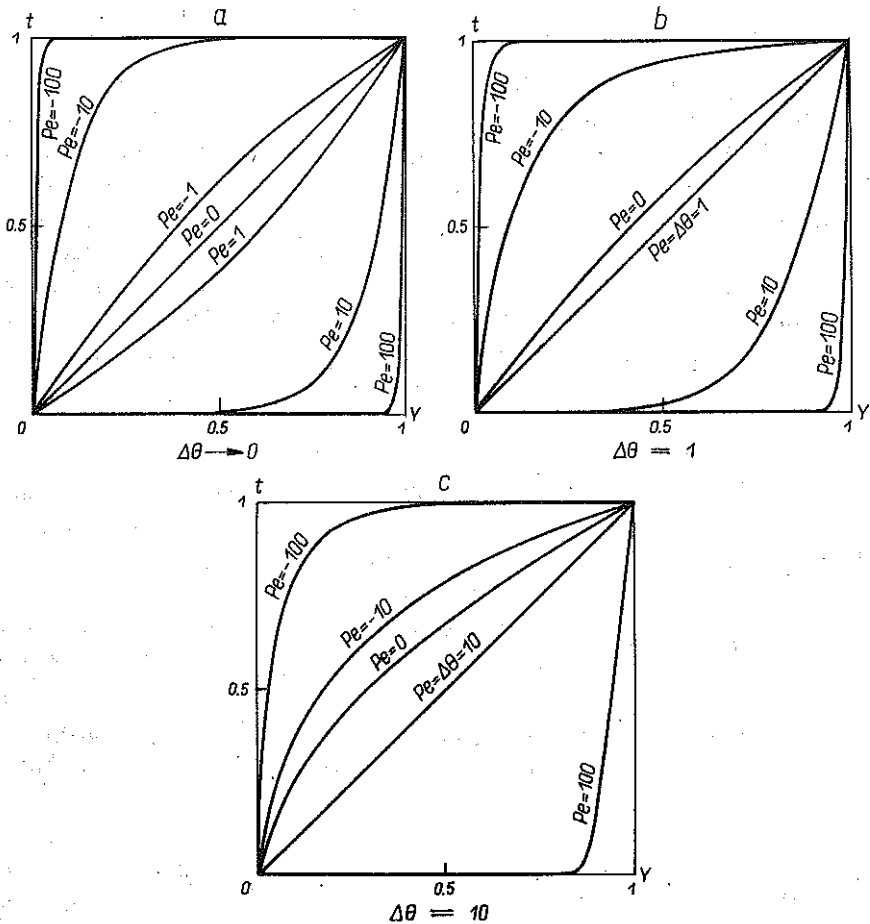 a
t
1
Pe=-100
Pe=-10
Pe=-1
Pe=0
Pe=1
Pe=10
Pe=100
0.5
0
0.5
1
Y
Δθ→0
b
t
1
Pe=-100
Pe=-10
Pe=0
Pe=Δθ=1
Pe=10
Pe=100
0.5
0
0.5
1
Y
Δθ = 1
c
t
1
Pe=-100
Pe=-10
Pe=0
Pe=Δθ=10
Pe=100
0.5
0
0.5
1
Y
Δθ = 10